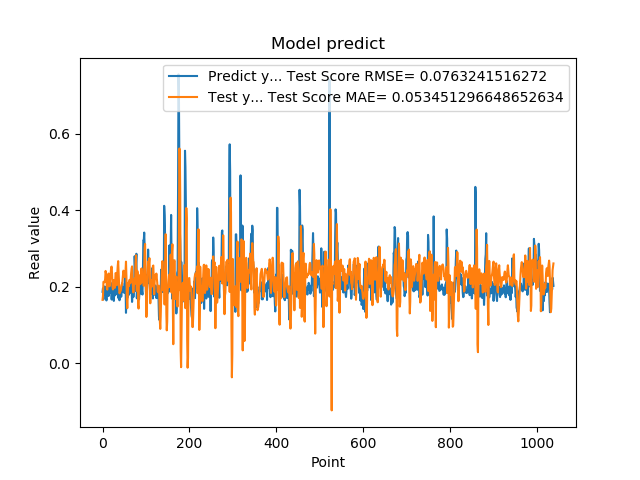 Model predict
Predict y... Test Score RMSE= 0.0763241516272
Test y... Test Score MAE= 0.053451296648652634
0.6
0.4
0.2
0.0
Real value
0 200 400 600 800 1000
Point